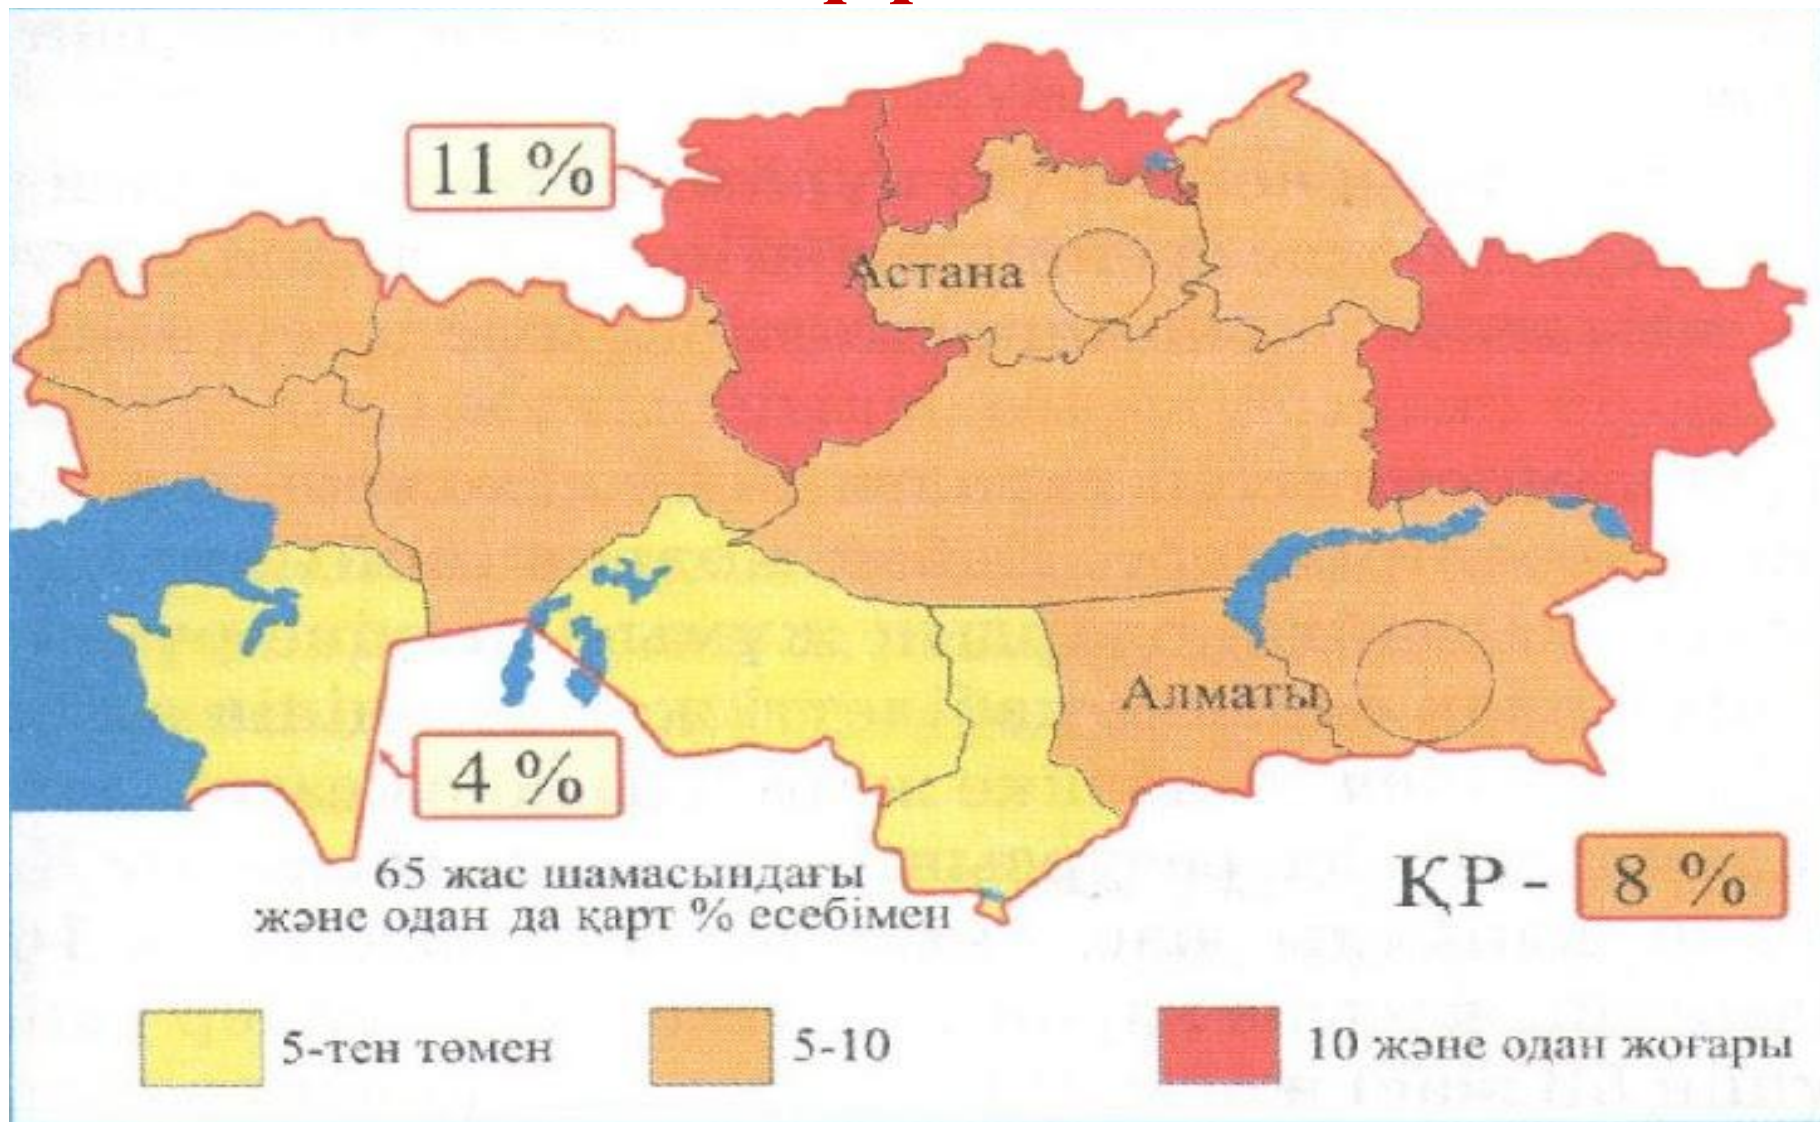 11 %
Астана
Алматы
4 %
65 жас шамасындағы
және одан да қарт % есебімен
ҚР - 8 %
5-тен төмен
5-10
10 және одан жоғары